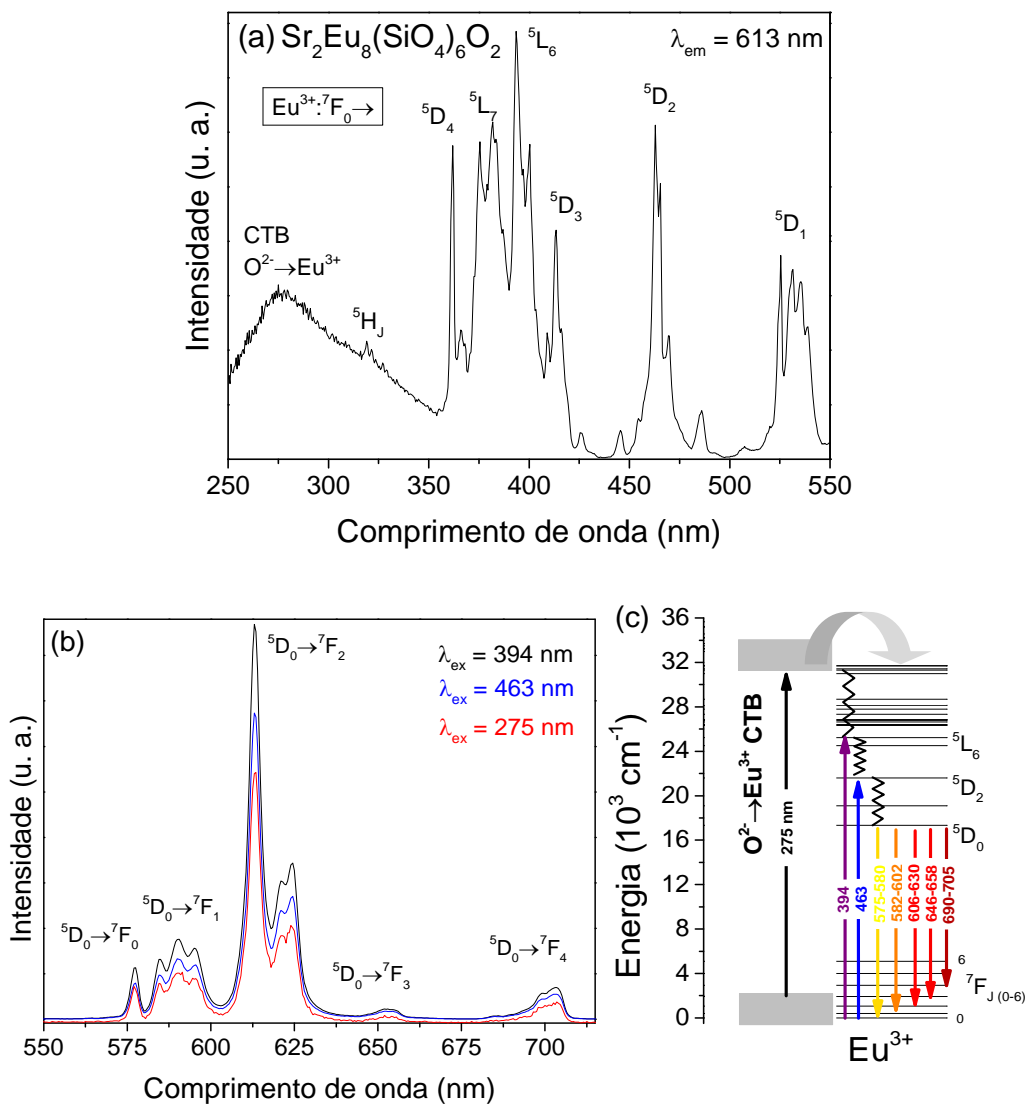 (a) Sr₂Eu₈(SiO₄)₆O₂
λem = 613 nm
Eu³⁺:⁷F₀→
⁵D₄
⁵L₇
⁵L₆
⁵D₃
⁵D₂
⁵D₁
CTB
O²⁻→Eu³⁺
⁵H_J
Intensidade (u. a.)
250 300 350 400 450 500 550
Comprimento de onda (nm)
(b)
⁵D₀→⁷F₂
λex = 394 nm
λex = 463 nm
λex = 275 nm
⁵D₀→⁷F₁
⁵D₀→⁷F₀
⁵D₀→⁷F₃
⁵D₀→⁷F₄
Intensidade (u. a.)
550 575 600 625 650 675 700
Comprimento de onda (nm)
(c)
36
32
28
24
20
16
12
8
4
0
Energia (10³ cm⁻¹)
O²⁻→Eu³⁺ CTB
275 nm
394
463
575-580
582-602
606-630
646-658
690-705
⁵L₆
⁵D₂
⁵D₀
6
⁷F_J (0-6)
0
Eu³⁺